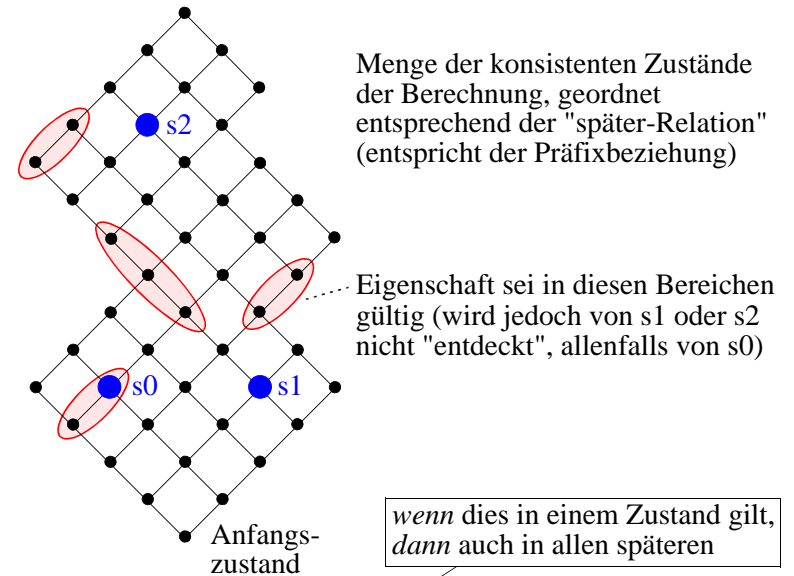 Menge der konsistenten Zustände
der Berechnung, geordnet
entsprechend der "später-Relation"
(entspricht der Präfixbeziehung)
s2
Eigenschaft sei in diesen Bereichen
gültig (wird jedoch von s1 oder s2
nicht "entdeckt", allenfalls von s0)
s0
s1
Anfangs-
zustand
wenn dies in einem Zustand gilt,
dann auch in allen späteren